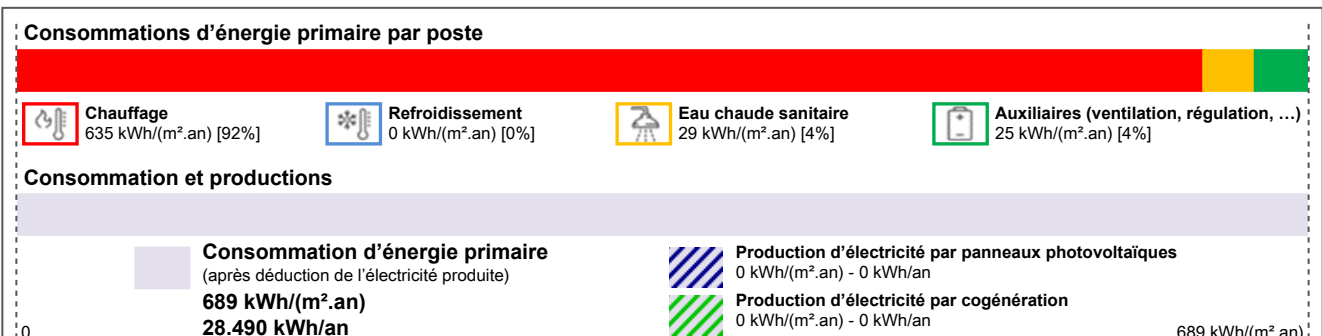 Consommations d’énergie primaire par poste
Chauffage
635 kWh/(m².an) [92%]
Refroidissement
0 kWh/(m².an) [0%]
Eau chaude sanitaire
29 kWh/(m².an) [4%]
Auxiliaires (ventilation, régulation, …)
25 kWh/(m².an) [4%]
Consommation et productions
Consommation d’énergie primaire
(après déduction de l’électricité produite)
689 kWh/(m².an)
28.490 kWh/an
Production d’électricité par panneaux photovoltaïques
0 kWh/(m².an) - 0 kWh/an
Production d’électricité par cogénération
0 kWh/(m².an) - 0 kWh/an
0
689 kWh/(m².an)